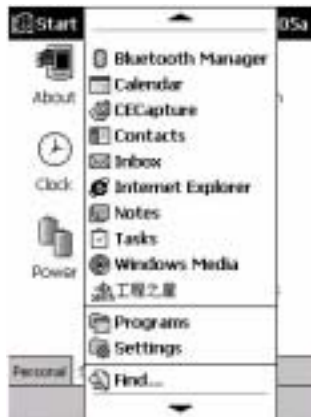 Start
05a
Bluetooth Manager
Calendar
CECapture
Contacts
Inbox
Internet Explorer
Notes
Tasks
Windows Media
工程之星
Programs
Settings
Find...
About
Clock
Power
Personal